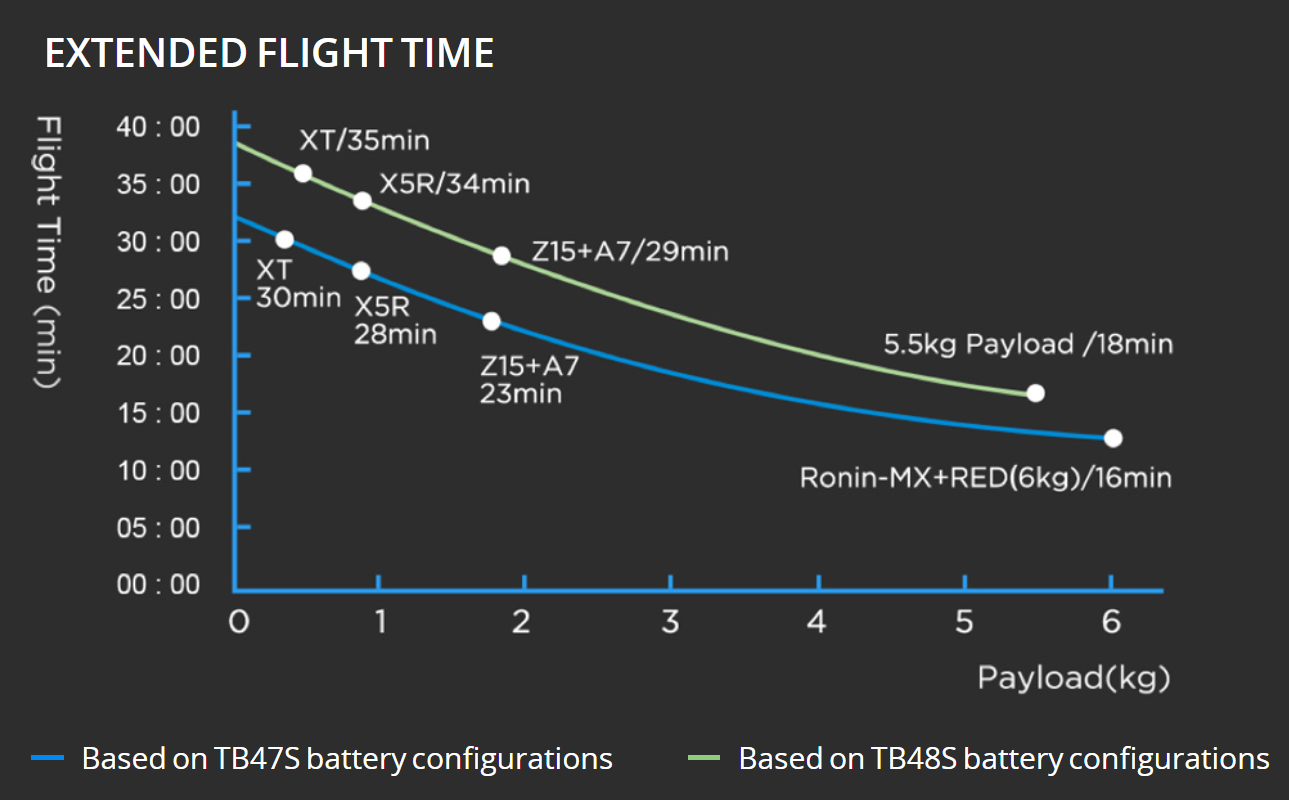 EXTENDED FLIGHT TIME
Flight Time (min)
40 : 00
35 : 00
30 : 00
25 : 00
20 : 00
15 : 00
10 : 00
05 : 00
00 : 00
XT/35min
X5R/34min
Z15+A7/29min
5.5kg Payload /18min
XT
30min
X5R
28min
Z15+A7
23min
Ronin-MX+RED(6kg)/16min
0 1 2 3 4 5 6
Payload(kg)
Based on TB47S battery configurations
Based on TB48S battery configurations